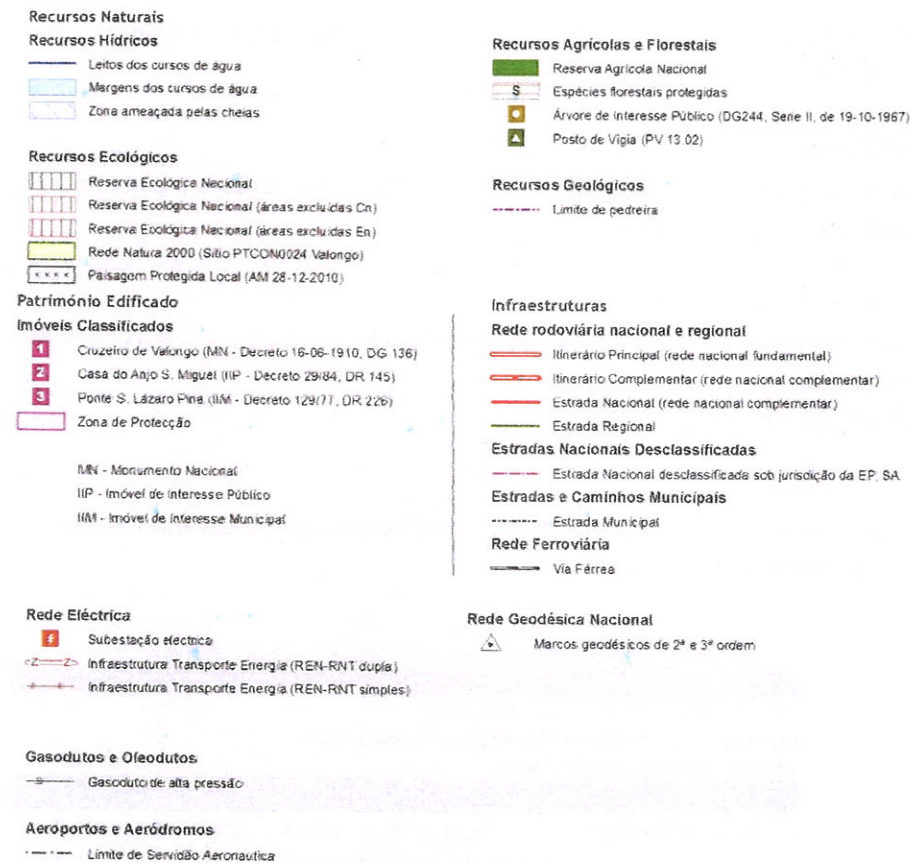 Recursos Naturais
Recursos Hídricos
Leitos dos cursos de água
Margens dos cursos de água
Zona ameaçada pelas cheias
Recursos Ecológicos
Reserva Ecológica Nacional
Reserva Ecológica Nacional (áreas excluídas Cn)
Reserva Ecológica Nacional (áreas excluídas En)
Rede Natura 2000 (Sítio PTCON0024 Valongo)
Paisagem Protegida Local (AM 28-12-2010)
Património Edificado
Imóveis Classificados
1 Cruzeiro de Valongo (MN - Decreto 16-06-1910, DG 136)
2 Casa do Anjo S. Miguel (IIP - Decreto 29/84, DR 145)
3 Ponte S. Lázaro Pina (IIM - Decreto 129/77, DR 226)
Zona de Protecção
MN - Monumento Nacional
IIP - Imóvel de Interesse Público
IIM - Imóvel de Interesse Municipal
Recursos Agrícolas e Florestais
Reserva Agrícola Nacional
S Espécies florestais protegidas
Árvore de Interesse Público (DG244, Serie II, de 19-10-1967)
Posto de Vigia (PV 13.02)
Recursos Geológicos
Limite de pedreira
Infraestruturas
Rede rodoviária nacional e regional
Itinerário Principal (rede nacional fundamental)
Itinerário Complementar (rede nacional complementar)
Estrada Nacional (rede nacional complementar)
Estrada Regional
Estradas Nacionais Desclassificadas
Estrada Nacional desclassificada sob jurisdição da EP, SA
Estradas e Caminhos Municipais
Estrada Municipal
Rede Ferroviária
Via Férrea
Rede Eléctrica
Subestação electrica
Z Z Infraestrutura Transporte Energia (REN-RNT dupla)
Infraestrutura Transporte Energia (REN-RNT simples)
Gasodutos e Oleodutos
Gasoduto de alta pressão
Aeroportos e Aeródromos
Limite de Servidão Aeronautica
Rede Geodésica Nacional
Marcos geodésicos de 2ª e 3ª ordem